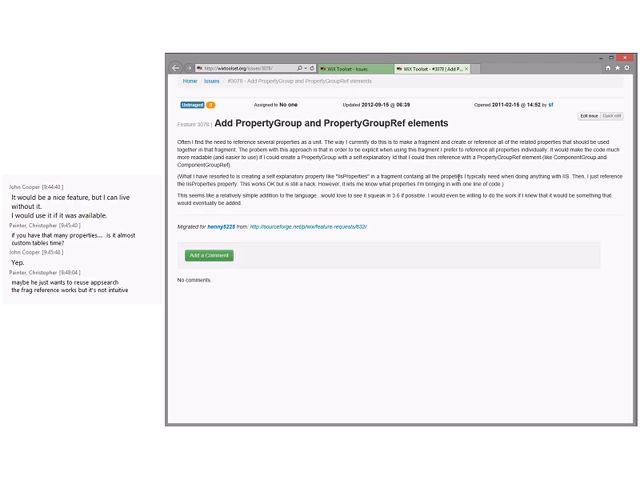 John Cooper [9:44:40 ]
It would be a nice feature, but I can live
without it.
I would use it if it was available.
Painter, Christopher [9:45:40 ]
if you have that many properties... is it almost
custom tables time?
John Cooper [9:45:48 ]
Yep.
Painter, Christopher [9:48:04 ]
maybe he just wants to reuse appsearch
the frag reference works but it's not intuitive
http://wixtoolset.org/issues/3078/
WiX Toolset - Issues
WiX Toolset - #3078 | Add P...
Home
Issues
#3078 - Add PropertyGroup and PropertyGroupRef elements
Untriaged
Assigned to No one
Updated 2012-09-15 @ 06:39
Opened 2011-02-15 @ 14:52 by sf
Edit issue
Quick edit
Feature 3078 | Add PropertyGroup and PropertyGroupRef elements
Often I find the need to reference several properties as a unit. The way I currently do this is to make a fragment and create or reference all of the related properties that should be used
together in that fragment. The problem with this approach is that in order to be explicit when using this fragment I prefer to reference all properties individually. It would make the code much
more readable (and easier to use) if I could create a PropertyGroup with a self explanatory Id that I could then reference with a PropertyGroupRef element (like ComponentGroup and
ComponentGroupRef).
(What I have resorted to is creating a self explanatory property like "IisProperties" in a fragment containg all the properties I typically need when doing anything with IIS. Then, I just reference
the IisProperties property. This works OK but is still a hack. However, it lets me know what properties I'm bringing in with one line of code.)
This seems like a relatively simple addition to the language...would love to see it sqweak in 3.6 if possible. I would even be willing to do the work if I knew that it would be something that
would eventually be added.
Migrated for henny6226 from: http://sourceforge.net/p/wix/feature-requests/632/
Add a Comment
No comments.